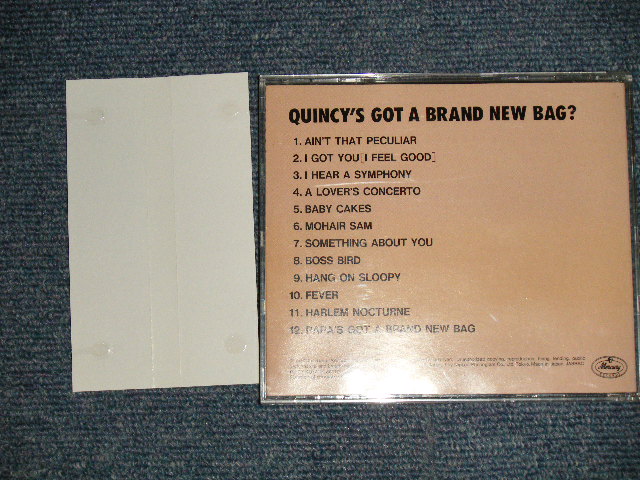 QUINCY'S GOT A BRAND NEW BAG?
1. AIN'T THAT PECULIAR
2. I GOT YOU [I FEEL GOOD]
3. I HEAR A SYMPHONY
4. A LOVER'S CONCERTO
5. BABY CAKES
6. MOHAIR SAM
7. SOMETHING ABOUT YOU
8. BOSS BIRD
9. HANG ON SLOOPY
10. FEVER
11. HARLEM NOCTURNE
12. PAPA'S GOT A BRAND NEW BAG
Mercury